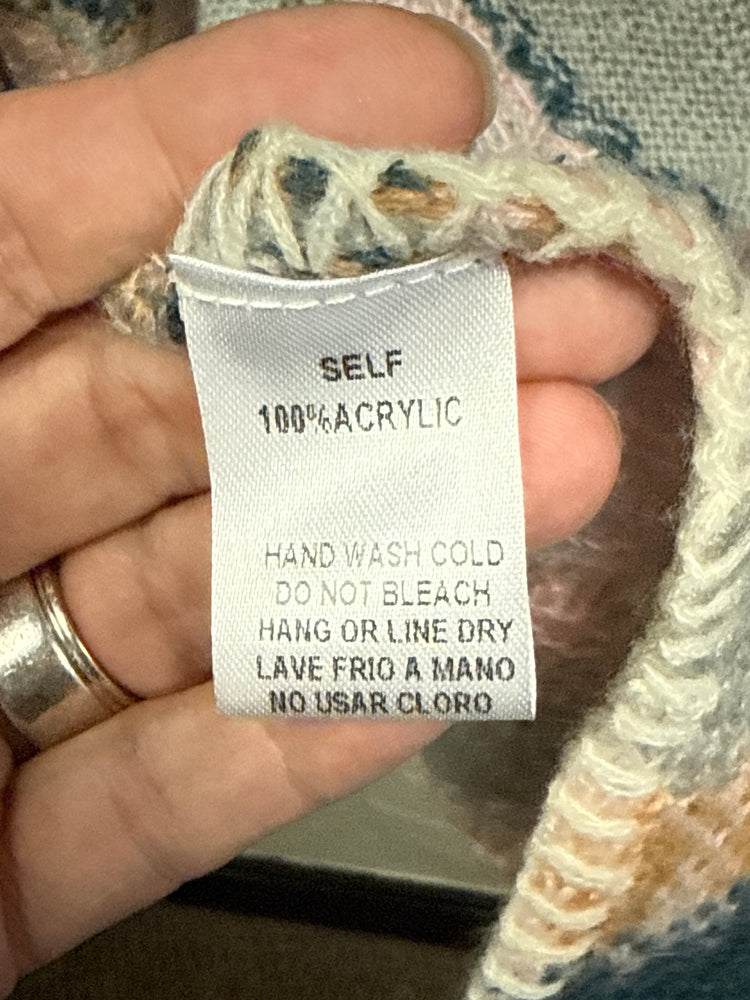 SELF
100%ACRYLIC
HAND WASH COLD
DO NOT BLEACH
HANG OR LINE DRY
LAVE FRIO A MANO
NO USAR CLORO